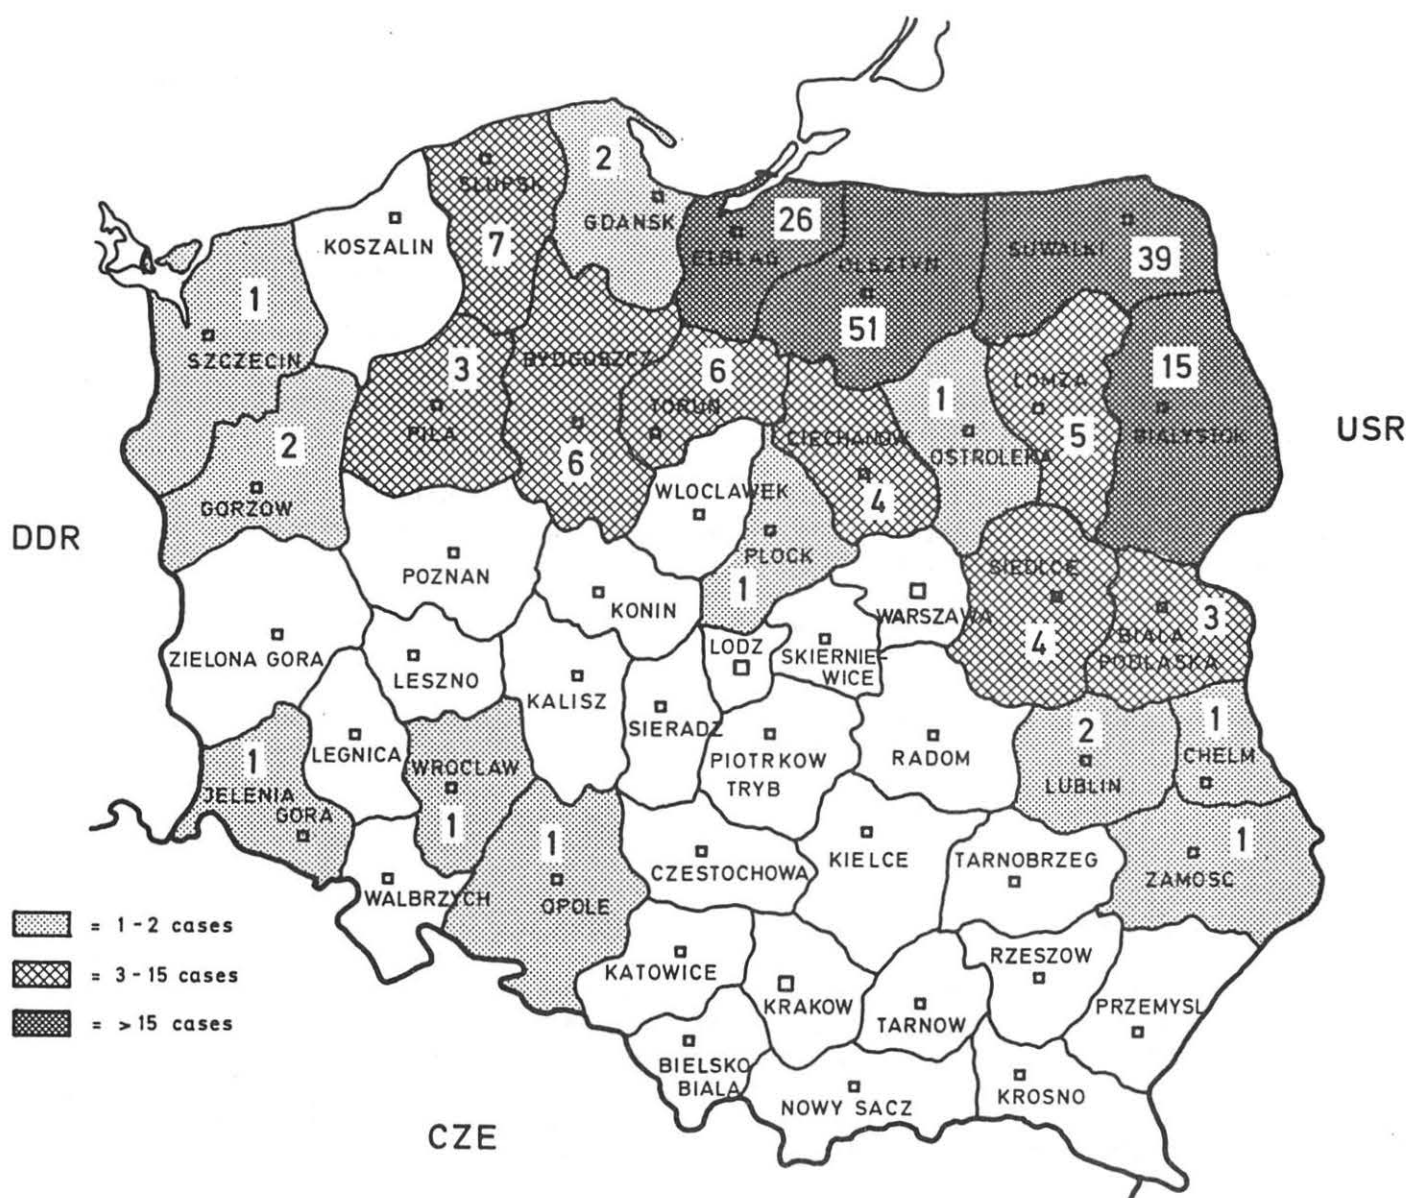 2
SLUPSK
GDANSK
26
7
KOSZALIN
ELBLAG
OLSZTYN
SUWALKI
39
1
51
SZCZECIN
BYDGOSZCZ
3
6
15
LOMZA
1
PILA
TORUN
2
CIECHANOW
5
BIALYSTOK
USR
OSTROLEKA
6
WLOCLAWEK
4
GORZOW
DDR
PLOCK
SIEDLCE
POZNAN
1
KONIN
WARSZAWA
3
BIALA
PODLASKA
4
LODZ
SKIERNIE-
WICE
ZIELONA GORA
LESZNO
KALISZ
SIERADZ
2
1
LEGNICA
1
WROCLAW
PIOTRKOW
TRYB
RADOM
CHELM
LUBLIN
JELENIA
GORA
1
1
KIELCE
TARNOBRZEG
1
CZESTOCHOWA
ZAMOSC
WALBRZYCH
OPOLE
= 1-2 cases
= 3-15 cases
= >15 cases
KATOWICE
RZESZOW
KRAKOW
TARNOW
PRZEMYSL
BIELSKO
BIALA
NOWY SACZ
KROSNO
CZE